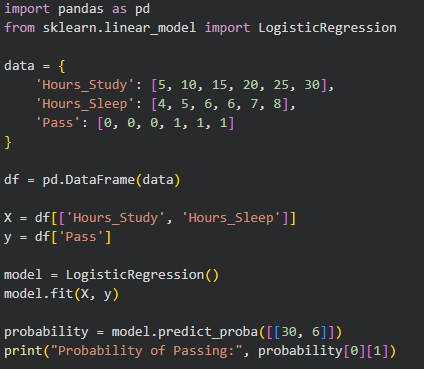 import pandas as pd
from sklearn.linear_model import LogisticRegression
data = {
    'Hours_Study': [5, 10, 15, 20, 25, 30],
    'Hours_Sleep': [4, 5, 6, 6, 7, 8],
    'Pass': [0, 0, 0, 1, 1, 1]
}
df = pd.DataFrame(data)
X = df[['Hours_Study', 'Hours_Sleep']]
y = df['Pass']
model = LogisticRegression()
model.fit(X, y)
probability = model.predict_proba([[30, 6]])
print("Probability of Passing:", probability[0][1])